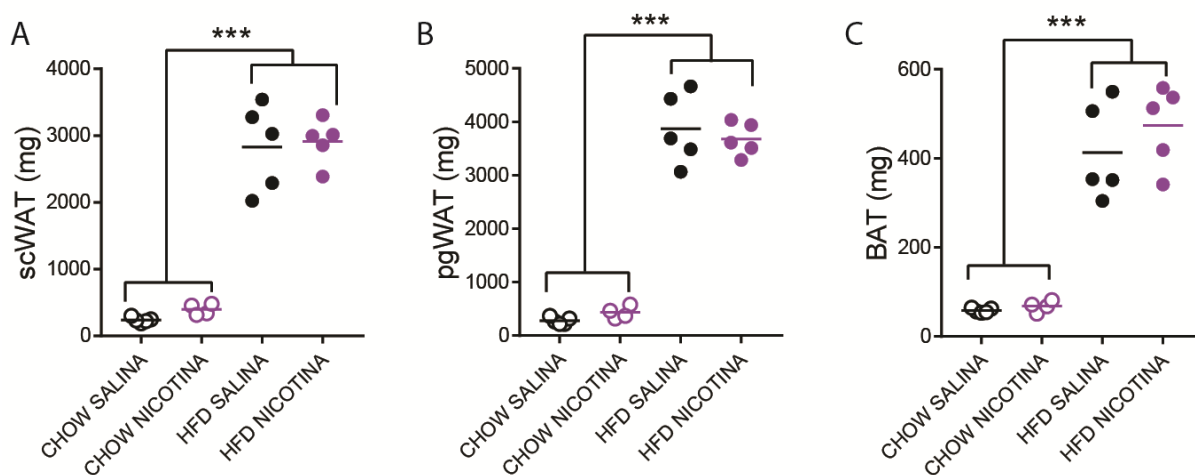 A
***
scWAT (mg)
4000
3000
2000
1000
0
CHOW SALINA
CHOW NICOTINA
HFD SALINA
HFD NICOTINA
B
***
pgWAT (mg)
5000
4000
3000
2000
1000
0
CHOW SALINA
CHOW NICOTINA
HFD SALINA
HFD NICOTINA
C
***
BAT (mg)
600
400
200
0
CHOW SALINA
CHOW NICOTINA
HFD SALINA
HFD NICOTINA